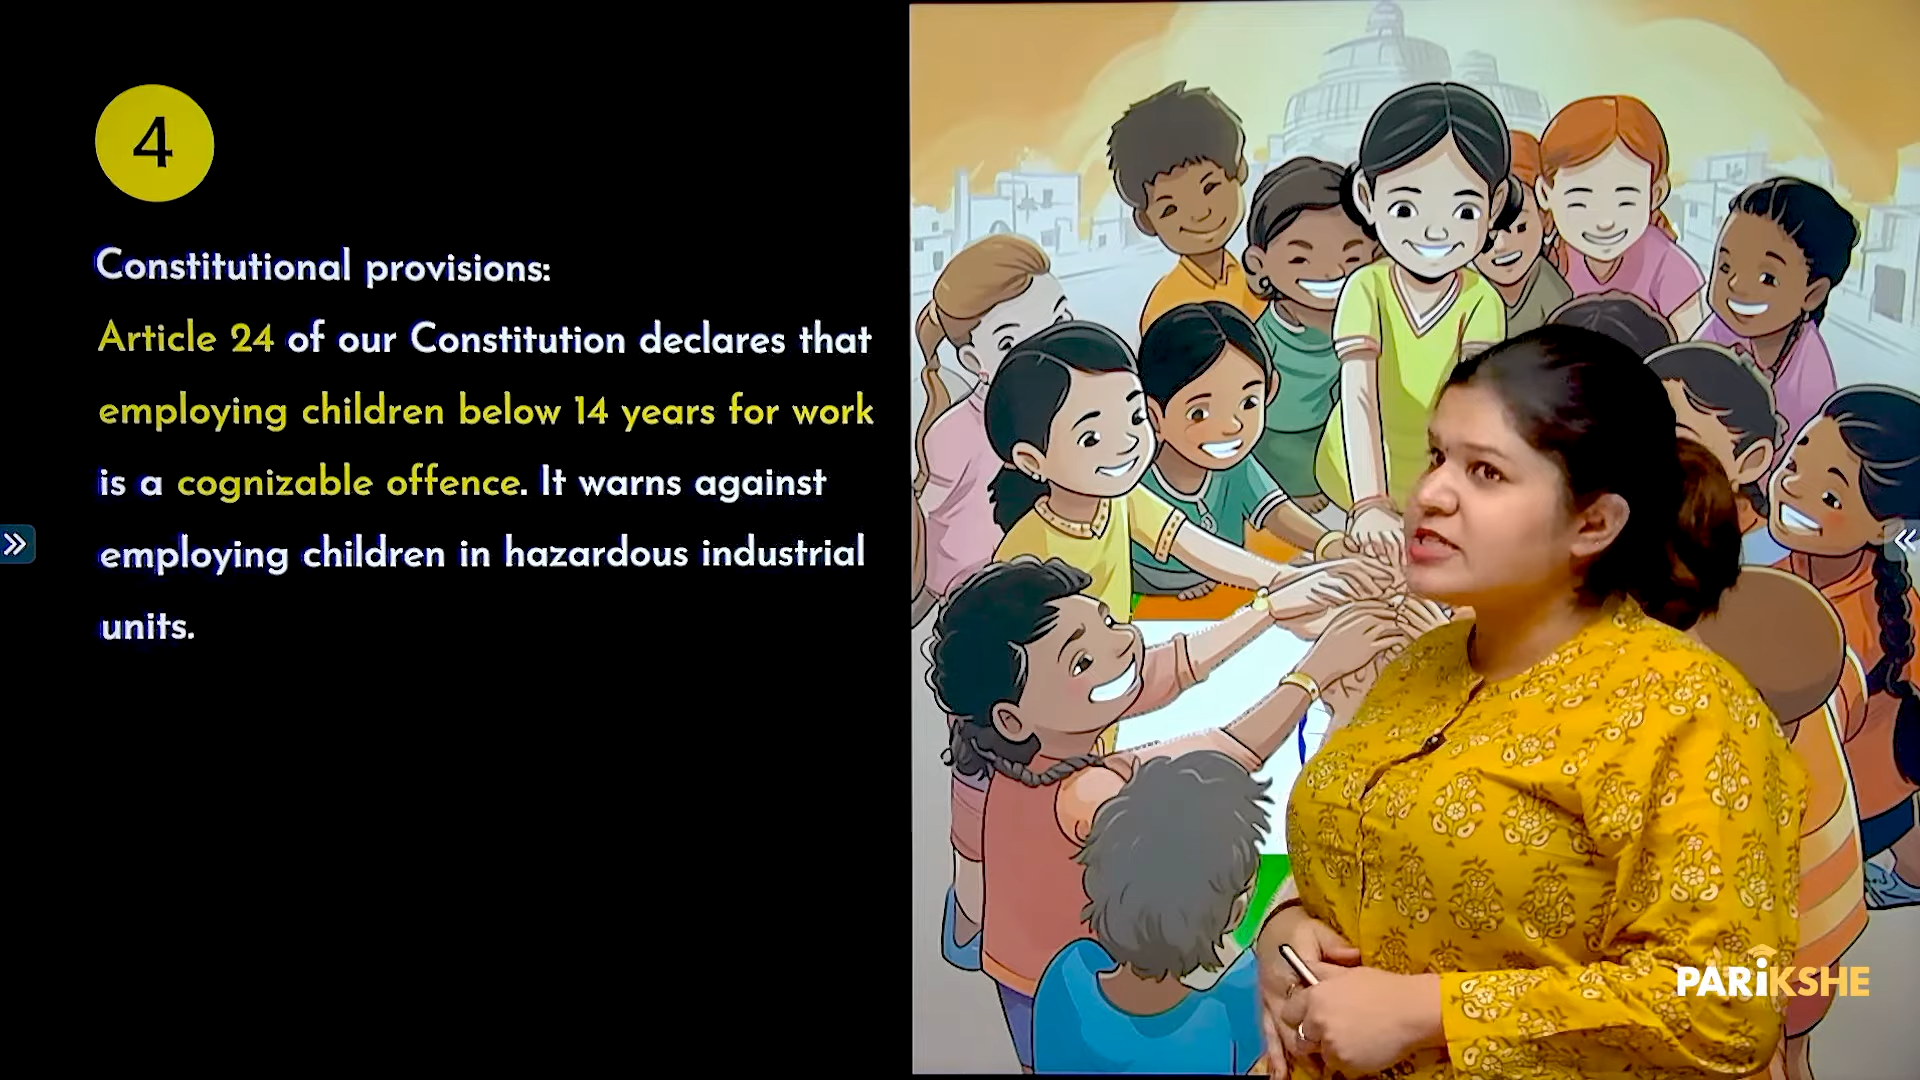 4
Constitutional provisions:
Article 24 of our Constitution declares that
employing children below 14 years for work
is a cognizable offence. It warns against
employing children in hazardous industrial
units.
PARiKSHE